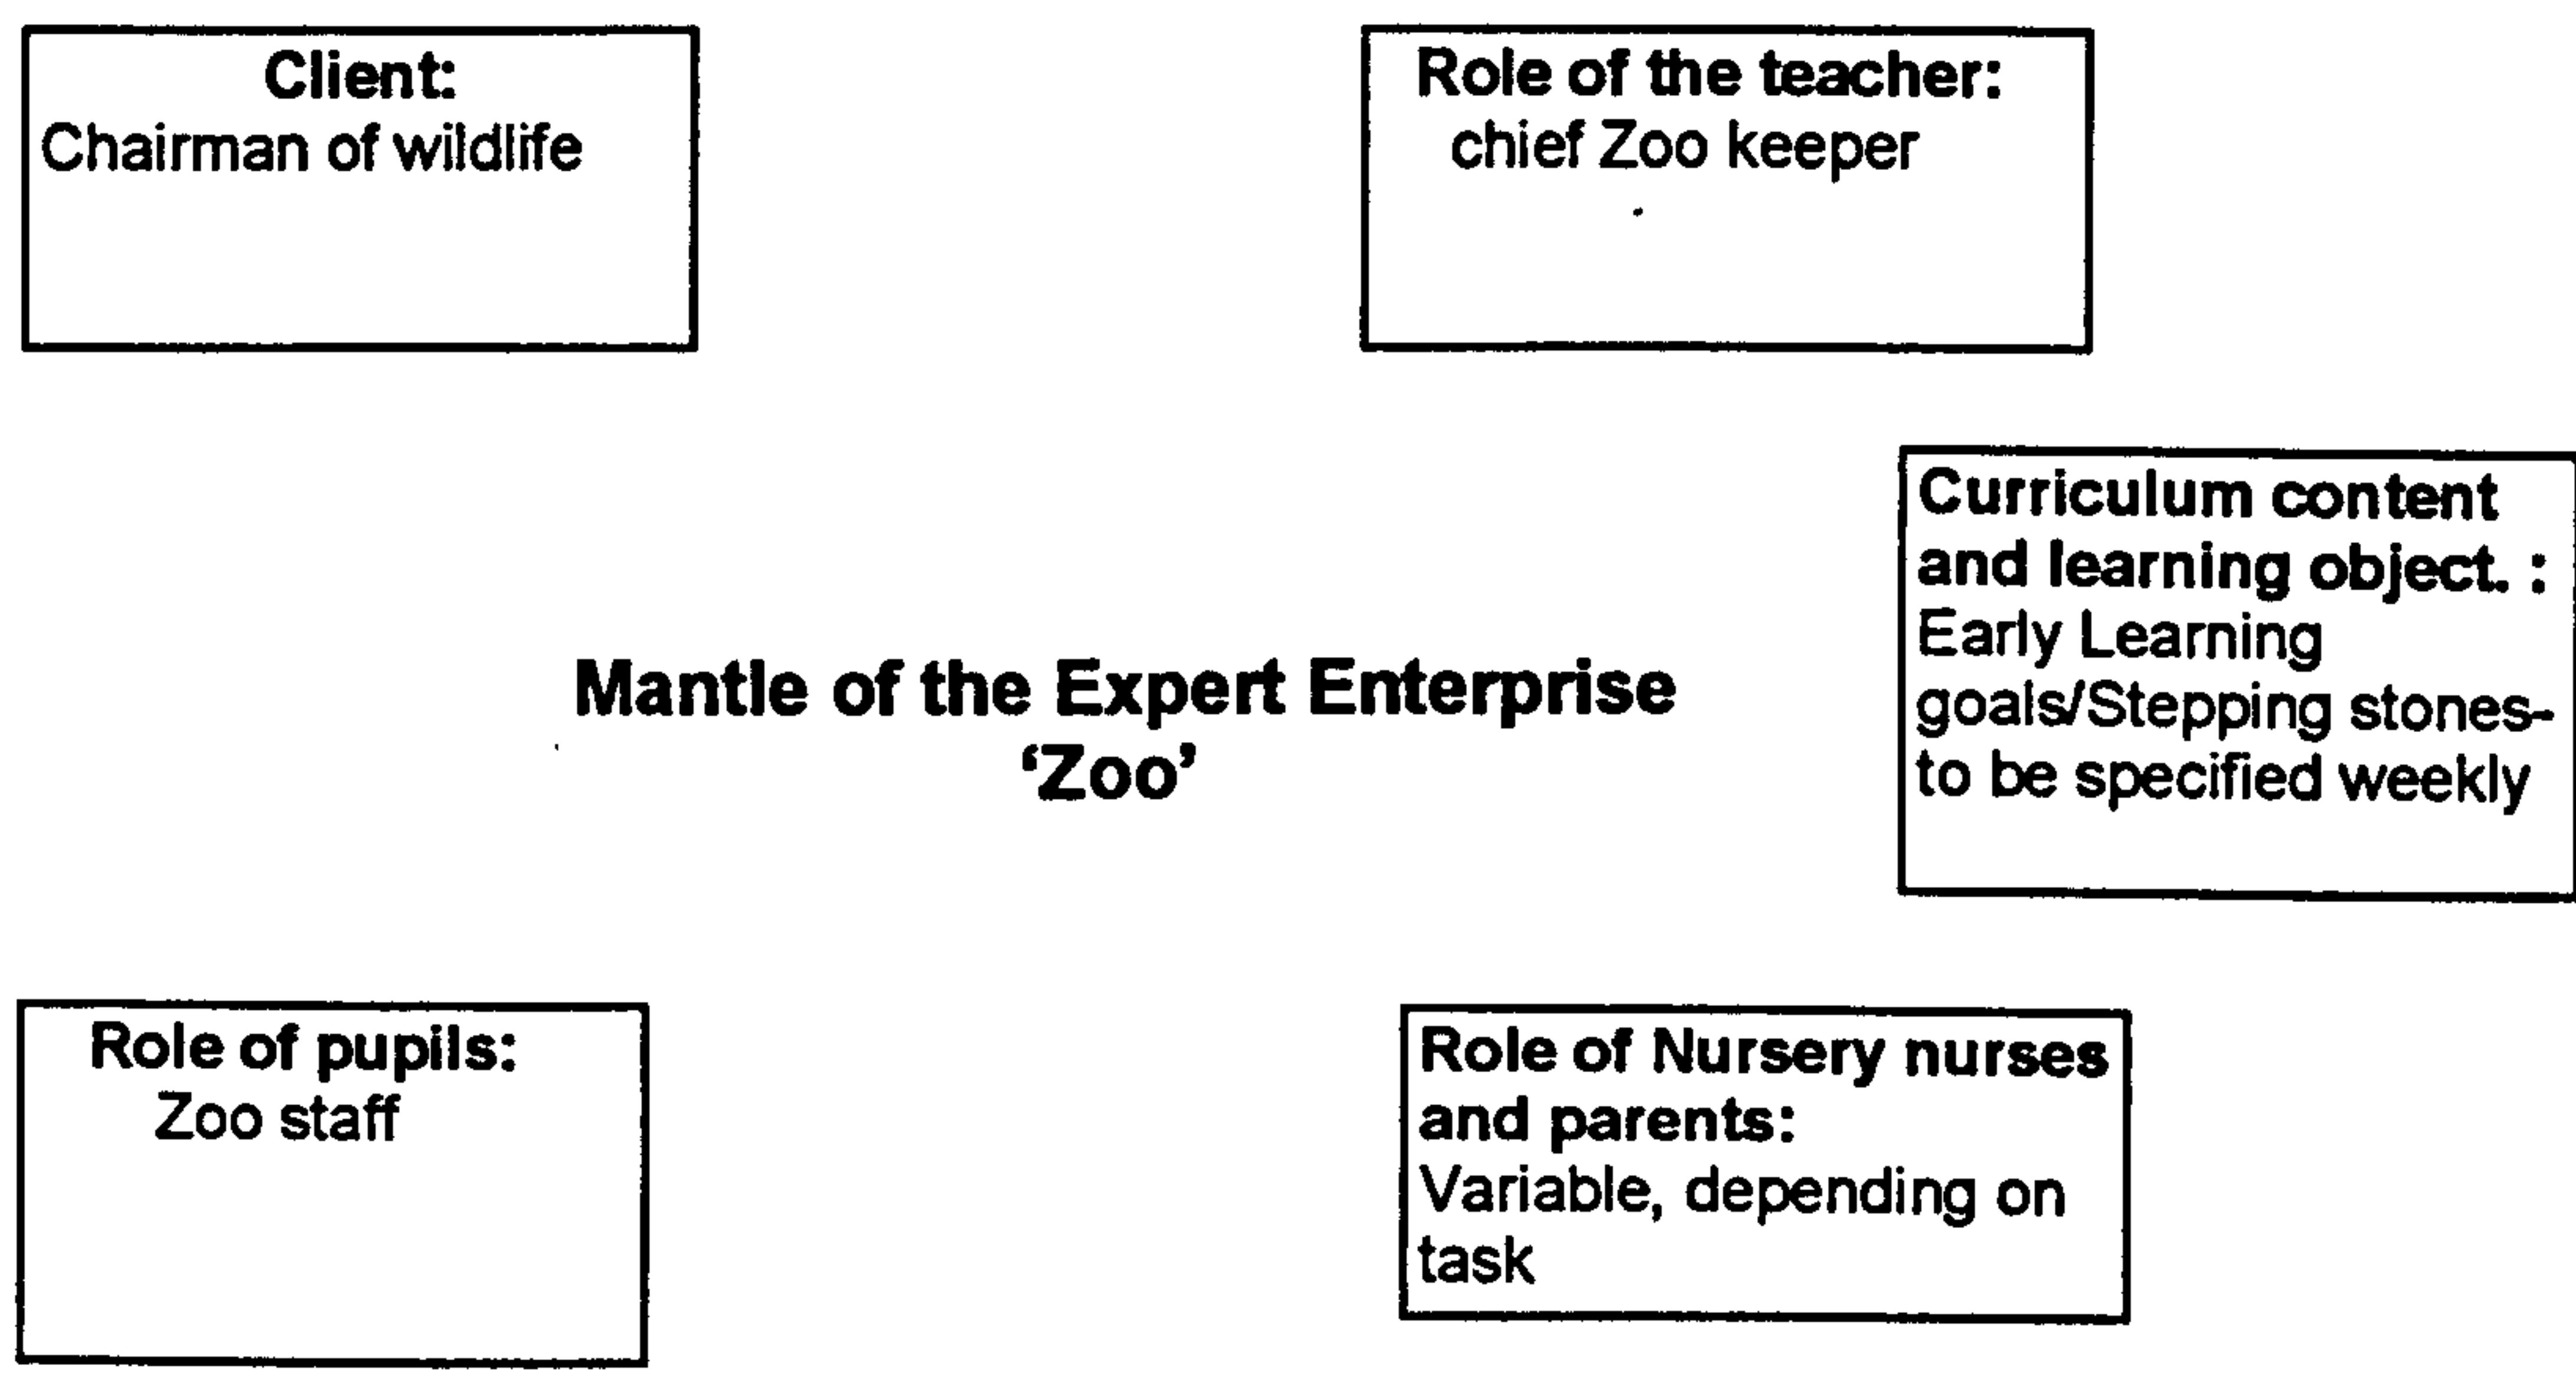 Client:
Chairman of wildlife
Role of the teacher:
chief Zoo keeper
Curriculum content
and learning object. :
Early Learning
goals/Stepping stones-
to be specified weekly
Mantle of the Expert Enterprise
‘Zoo’
Role of pupils:
Zoo staff
Role of Nursery nurses
and parents:
Variable, depending on
task